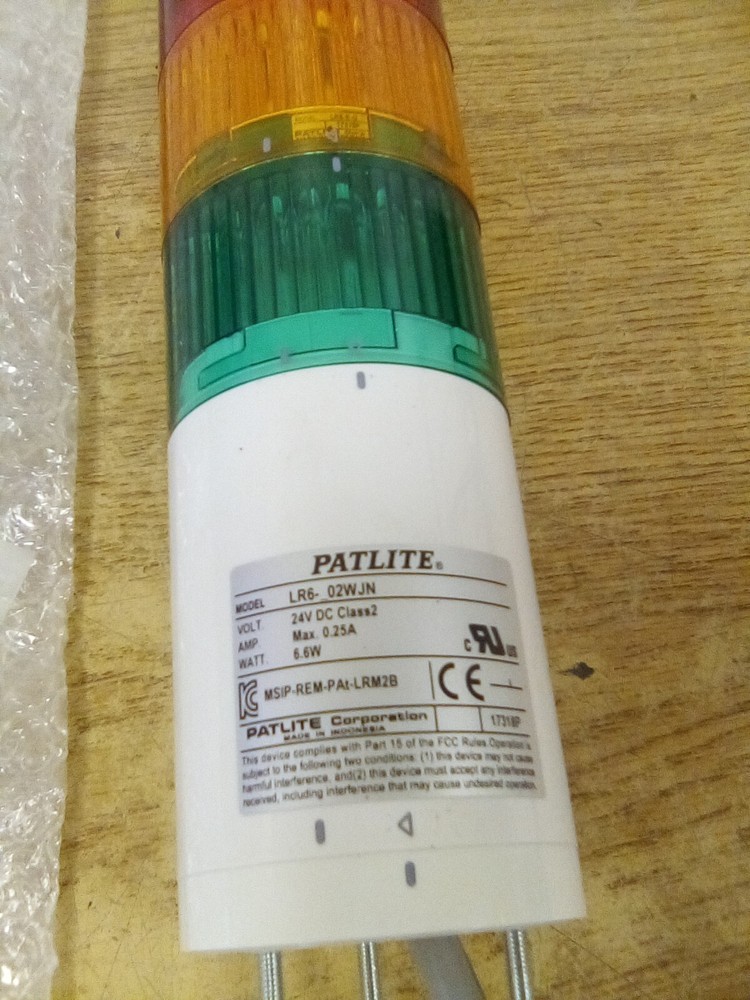 PATLITE®
MODEL LR6-_02WJN
VOLT. 24V DC Class2
AMP. Max. 0.25A
WATT. 6.6W
c RU US
MSIP-REM-PAt-LRM2B
CE
PATLITE Corporation
MADE IN INDONESIA
This device complies with Part 15 of the FCC Rules.Operation is
subject to the following two conditions: (1) this device may not cause
harmful interference, and(2) this device must accept any interference
received, including interference that may cause undesired operation.